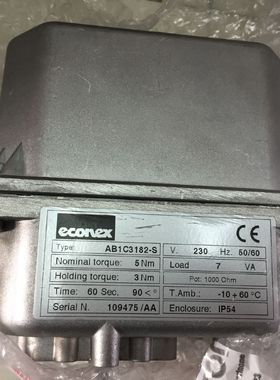 econex
CE
Type: AB1C3182-S
V. 230 Hz. 50/60
Nominal torque: 5 Nm
Load 7 VA
Holding torque: 3 Nm
Pot: 1000 Ohm
Time: 60 Sec. 90 <°
T.Amb.: -10 + 60 °C
Serial N. 109475 /AA
Enclosure: IP54